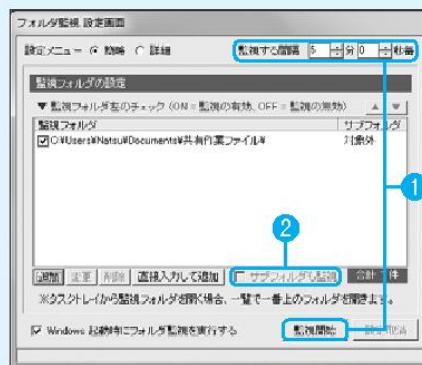 フォルダ監視 設定画面
設定メニュー 簡略 詳細 監視する間隔 5 分 0 秒毎
監視フォルダの設定
▼ 監視フォルダ左のチェック (ON = 監視の有効、OFF = 監視の無効) ▲ ▼
監視フォルダ サブフォルダ
C:¥Users¥Natsu¥Documents¥共有作業ファイル¥ 対象外
1
2
追加 変更 削除 直接入力して追加 サブフォルダも監視 合計 1件
※タスクトレイから監視フォルダを開く場合、一覧で一番上のフォルダを開きます。
Windows 起動時にフォルダ監視を実行する 監視開始 設定取消